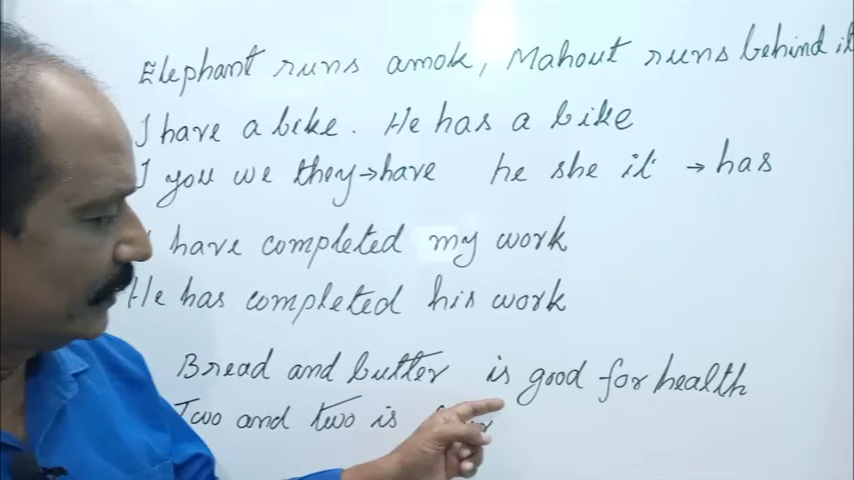 Elephant runs amok, Mahout runs behind it
I have a bike. He has a bike
I you we they → have he she it → has
have completed my work
He has completed his work
Bread and butter is good for health
Two and two is